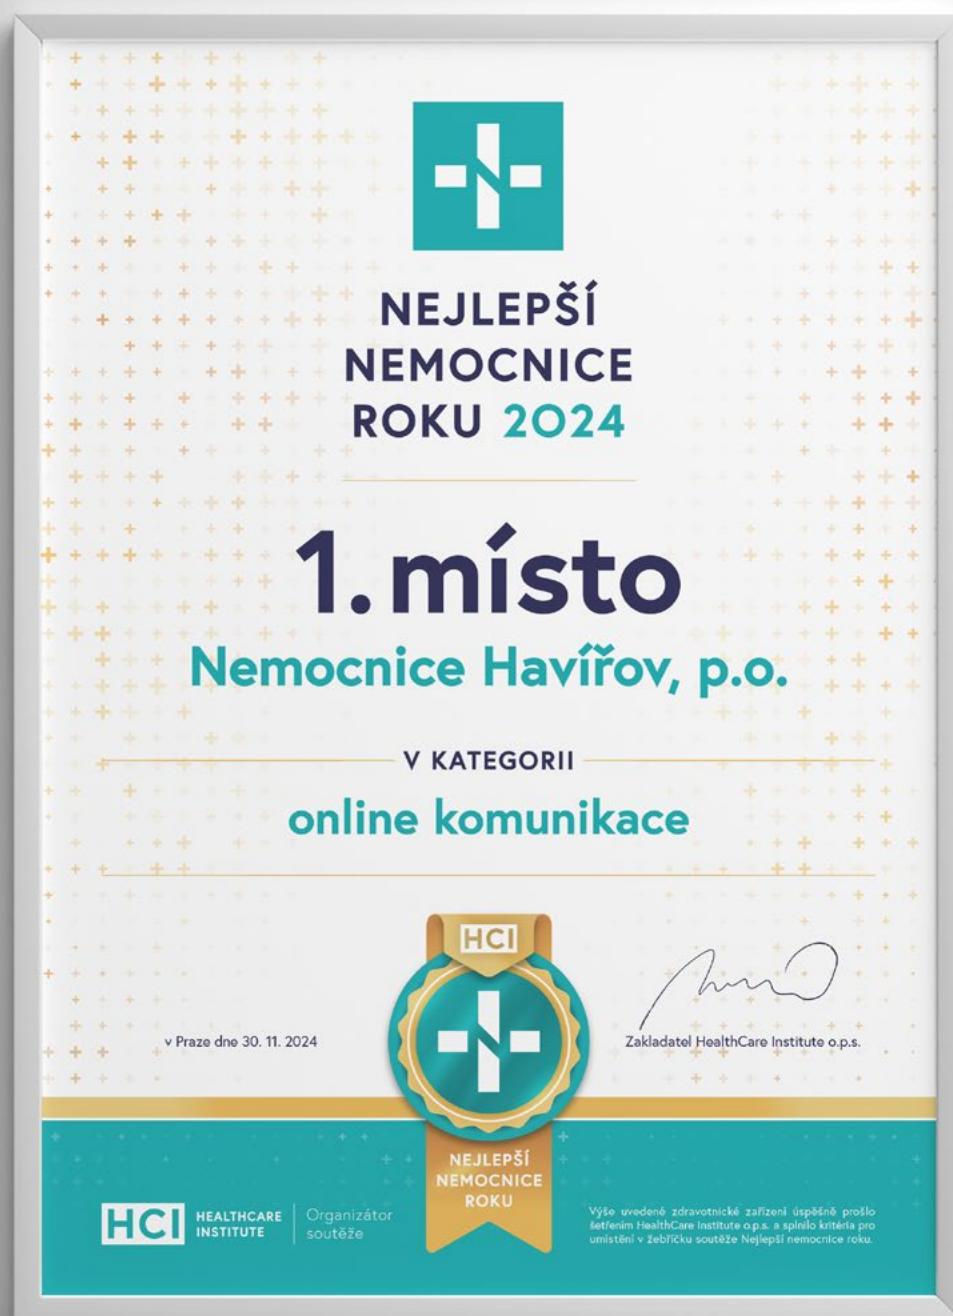 NEJLEPŠÍ
NEMOCNICE
ROKU 2024
1. místo
Nemocnice Havířov, p.o.
V KATEGORII
online komunikace
HCI
v Praze dne 30. 11. 2024
Zakladatel HealthCare Institute o.p.s.
NEJLEPŠÍ
NEMOCNICE
ROKU
HCI HEALTHCARE
INSTITUTE
Organizátor
soutěže
Výše uvedené zdravotnické zařízení úspěšně prošlo
šetřením HealthCare Institute o.p.s. a splnilo kritéria pro
umístění v žebříčku soutěže Nejlepší nemocnice roku.